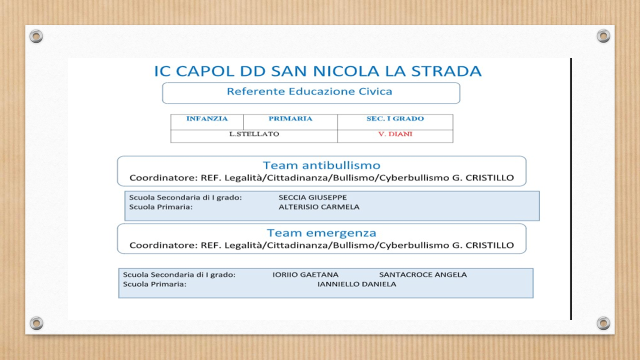 IC CAPOL DD SAN NICOLA LA STRADA
Referente Educazione Civica
INFANZIA PRIMARIA SEC. I GRADO
L.STELLATO V. DIANI
Team antibullismo
Coordinatore: REF. Legalità/Cittadinanza/Bullismo/Cyberbullismo G. CRISTILLO
Scuola Secondaria di I grado: SECCIA GIUSEPPE
Scuola Primaria: ALTERISIO CARMELA
Team emergenza
Coordinatore: REF. Legalità/Cittadinanza/Bullismo/Cyberbullismo G. CRISTILLO
Scuola Secondaria di I grado: IORIIO GAETANA SANTACROCE ANGELA
Scuola Primaria: IANNIELLO DANIELA